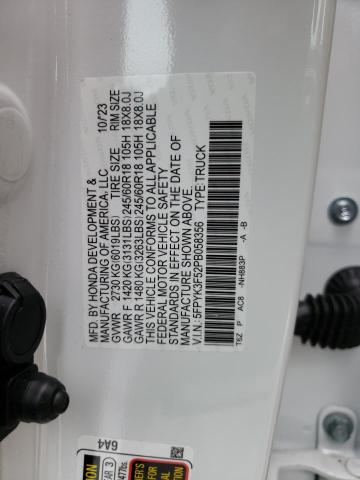 MFD. BY HONDA DEVELOPMENT & 10/23
MANUFACTURING OF AMERICA, LLC
GVWR 2730 KG(6019LBS) TIRE SIZE RIM SIZE
GAWR F 1420 KG(3131LBS) 245/60R18 105H 18X8.0J
GAWR R 1480 KG(3263LBS) 245/60R18 105H 18X8.0J
THIS VEHICLE CONFORMS TO ALL APPLICABLE
FEDERAL MOTOR VEHICLE SAFETY
STANDARDS IN EFFECT ON THE DATE OF
MANUFACTURE SHOWN ABOVE.
V.I.N.: 5FPYK3F52PB058356 TYPE:TRUCK
T6Z P AC8 -NH883P -A -B
6A4